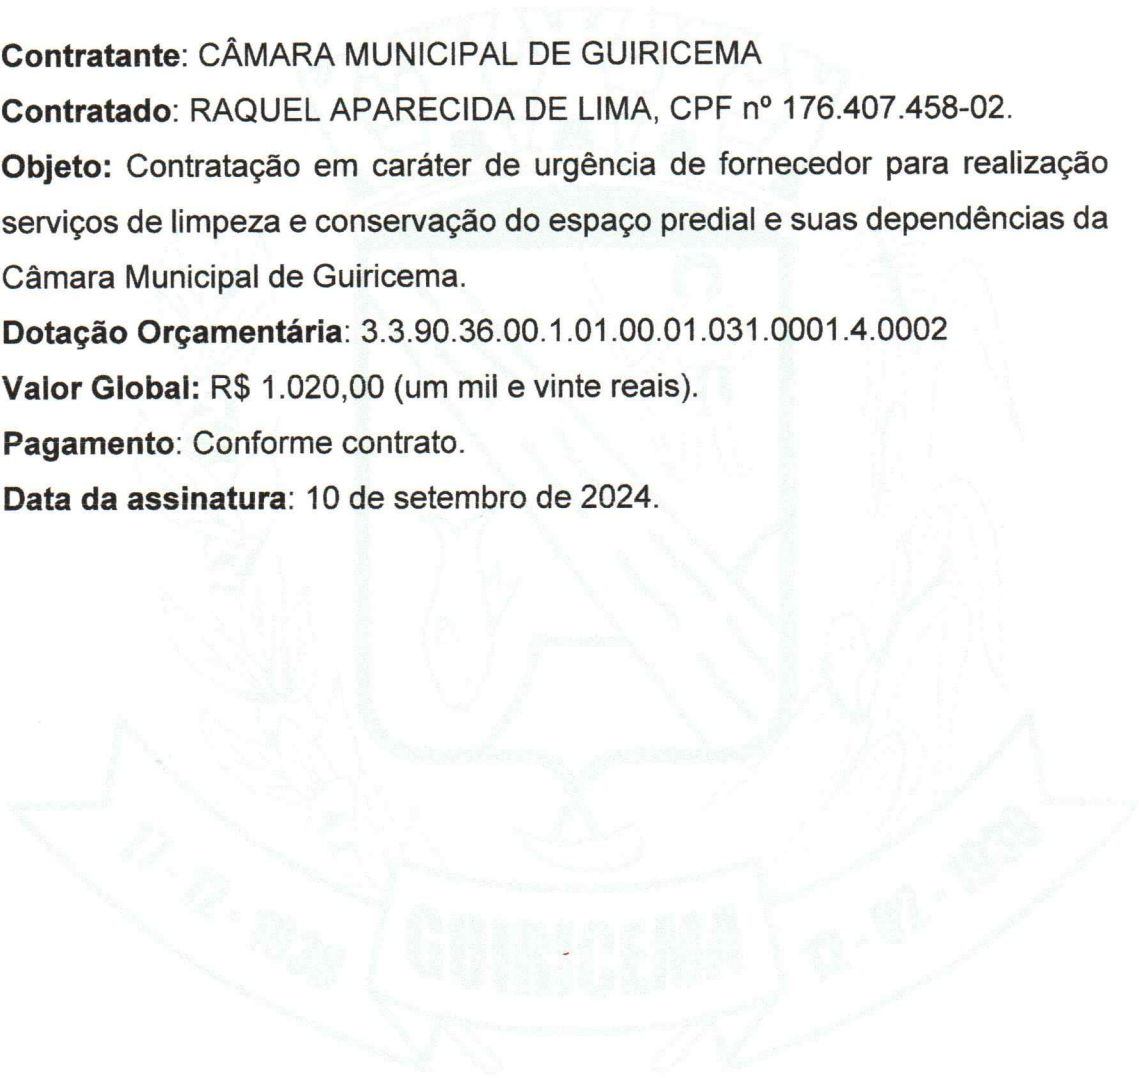 Contratante: CÂMARA MUNICIPAL DE GUIRICEMA
Contratado: RAQUEL APARECIDA DE LIMA, CPF nº 176.407.458-02.
Objeto: Contratação em caráter de urgência de fornecedor para realização
serviços de limpeza e conservação do espaço predial e suas dependências da
Câmara Municipal de Guiricema.
Dotação Orçamentária: 3.3.90.36.00.1.01.00.01.031.0001.4.0002
Valor Global: R$ 1.020,00 (um mil e vinte reais).
Pagamento: Conforme contrato.
Data da assinatura: 10 de setembro de 2024.
GUIRICEMA